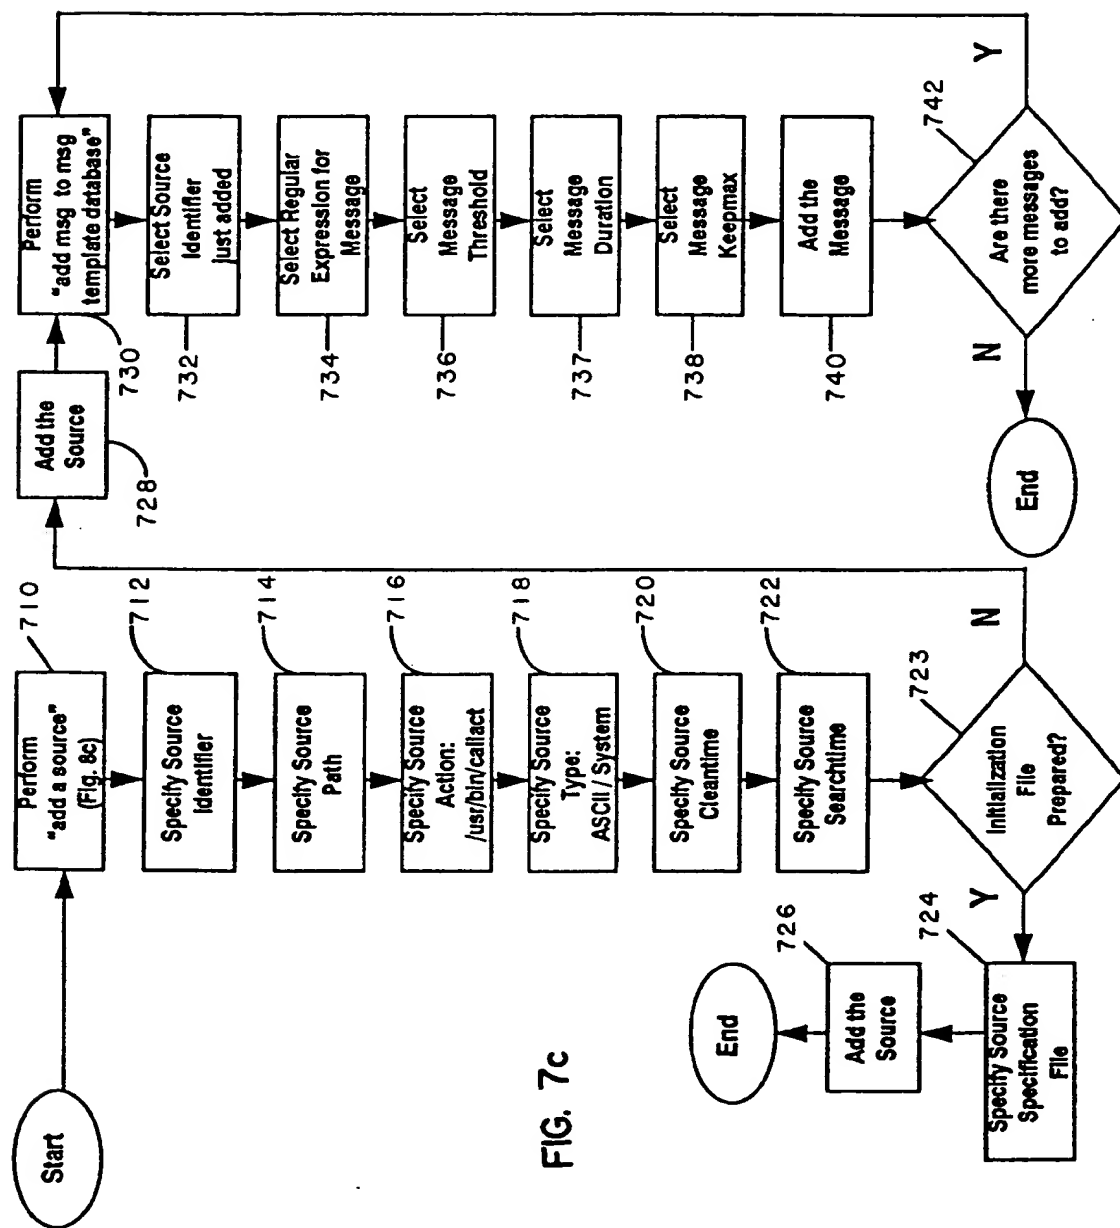 Start
710
Perform
“add a source”
(Fig. 8c)
712
Specify Source
Identifier
714
Specify Source
Path
716
Specify Source
Action:
/usr/bin/callact
718
Specify Source
Type:
ASCII / System
720
Specify Source
Cleantime
722
Specify Source
Searchtime
723
Initialization
File
Prepared?
Y
N
724
Specify Source
Specification
File
726
Add the
Source
End
728
Add the
Source
730
Perform
“add msg to msg
template database”
732
Select Source
Identifier
just added
734
Select Regular
Expression for
Message
736
Select
Message
Threshold
737
Select
Message
Duration
738
Select
Message
Keepmax
740
Add the
Message
742
Are there
more messages
to add?
Y
N
End
FIG. 7c